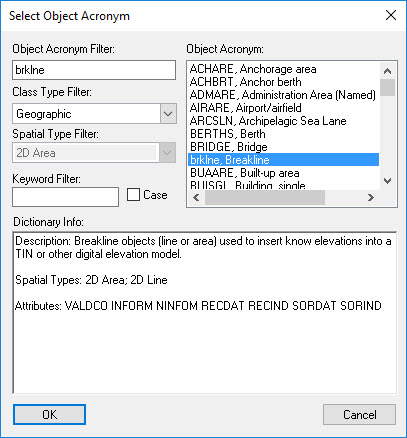 Select Object Acronym
Object Acronym Filter:
brklne
Class Type Filter:
Geographic
Spatial Type Filter:
2D Area
Keyword Filter:
Case
Object Acronym:
ACHARE, Anchorage area
ACHBRT, Anchor berth
ADMARE, Administration Area (Named)
AIRARE, Airport/airfield
ARCSLN, Archipelagic Sea Lane
BERTHS, Berth
BRIDGE, Bridge
brklne, Breakline
BUAARE, Built-up area
BUISGL, Building, single
Dictionary Info:
Description: Breakline objects (line or area) used to insert know elevations into a
TIN or other digital elevation model.
Spatial Types: 2D Area; 2D Line
Attributes: VALDCO INFORM NINFOM RECDAT RECIND SORDAT SORIND
OK
Cancel